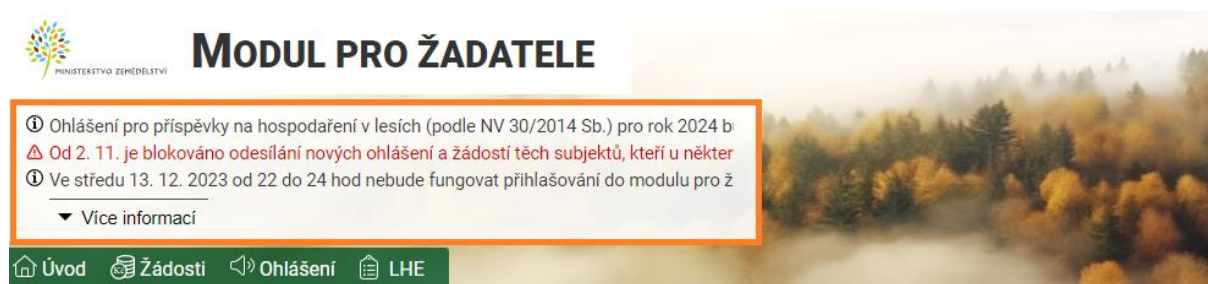 MINISTERSTVO ZEMĚDĚLSTVÍ
MODUL PRO ŽADATELE
Ohlášení pro příspěvky na hospodaření v lesích (podle NV 30/2014 Sb.) pro rok 2024
Od 2. 11. je blokováno odesílání nových ohlášení a žádostí těch subjektů, kteří u
Ve středu 13. 12. 2023 od 22 do 24 hod nebude fungovat přihlašování do modulu pro
Více informací
Úvod Žádosti Ohlášení LHE